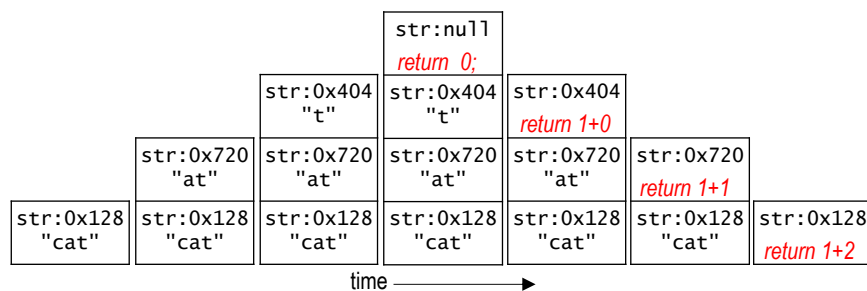 str:null
return 0;
str:0x404 str:0x404 str:0x404
"t" "t" return 1+0
str:0x720 str:0x720 str:0x720 str:0x720 str:0x720
"at" "at" "at" "at" return 1+1
str:0x128 str:0x128 str:0x128 str:0x128 str:0x128 str:0x128 str:0x128
"cat" "cat" "cat" "cat" "cat" "cat" return 1+2
time